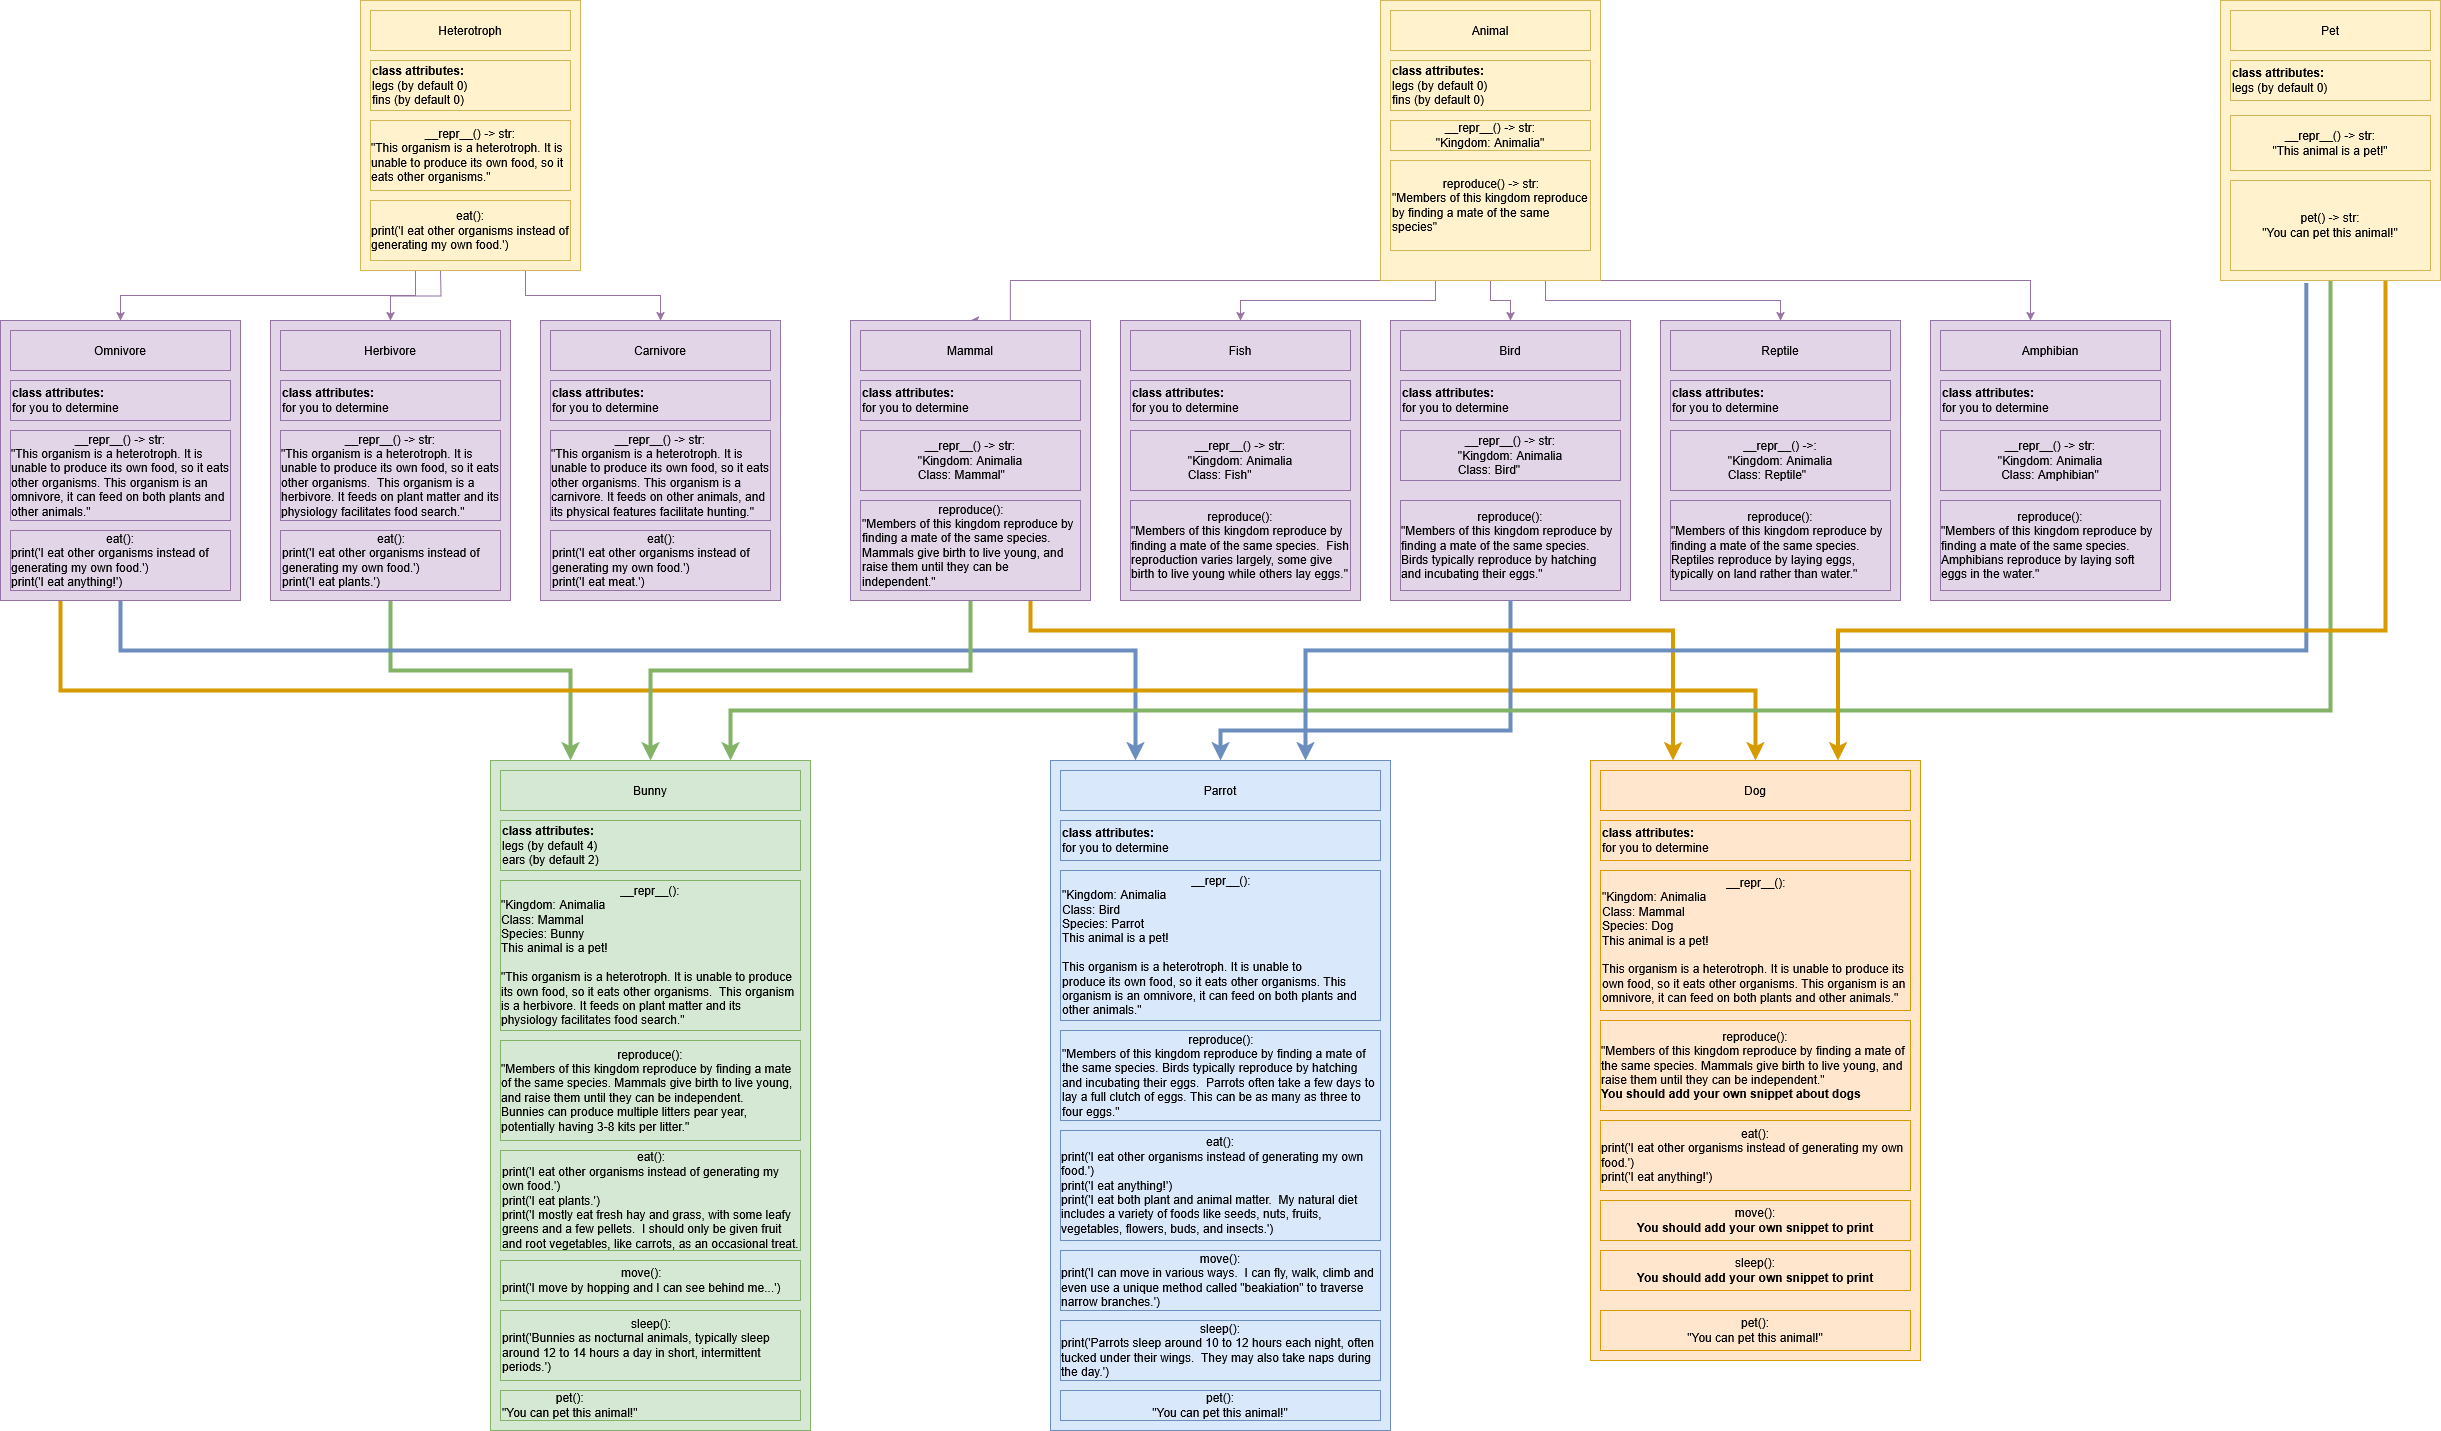 Heterotroph
class attributes:
legs (by default 0)
fins (by default 0)
__repr__() -> str:
"This organism is a heterotroph. It is
unable to produce its own food, so it
eats other organisms."
eat():
print('I eat other organisms instead of
generating my own food.')
Animal
class attributes:
legs (by default 0)
fins (by default 0)
__repr__() -> str:
"Kingdom: Animalia"
reproduce() -> str:
"Members of this kingdom reproduce
by finding a mate of the same
species"
Pet
class attributes:
legs (by default 0)
__repr__() -> str:
"This animal is a pet!"
pet() -> str:
"You can pet this animal!"
Omnivore
class attributes:
for you to determine
__repr__() -> str:
"This organism is a heterotroph. It is
unable to produce its own food, so it eats
other organisms. This organism is an
omnivore, it can feed on both plants and
other animals."
eat():
print('I eat other organisms instead of
generating my own food.')
print('I eat anything!')
Herbivore
class attributes:
for you to determine
__repr__() -> str:
"This organism is a heterotroph. It is
unable to produce its own food, so it eats
other organisms.  This organism is a
herbivore. It feeds on plant matter and its
physiology facilitates food search."
eat():
print('I eat other organisms instead of
generating my own food.')
print('I eat plants.')
Carnivore
class attributes:
for you to determine
__repr__() -> str:
"This organism is a heterotroph. It is
unable to produce its own food, so it eats
other organisms. This organism is a
carnivore. It feeds on other animals, and
its physical features facilitate hunting."
eat():
print('I eat other organisms instead of
generating my own food.')
print('I eat meat.')
Mammal
class attributes:
for you to determine
__repr__() -> str:
"Kingdom: Animalia
Class: Mammal"
reproduce():
"Members of this kingdom reproduce by
finding a mate of the same species.
Mammals give birth to live young, and
raise them until they can be
independent."
Fish
class attributes:
for you to determine
__repr__() -> str:
"Kingdom: Animalia
Class: Fish"
reproduce():
"Members of this kingdom reproduce by
finding a mate of the same species.  Fish
reproduction varies largely, some give
birth to live young while others lay eggs."
Bird
class attributes:
for you to determine
__repr__() -> str:
"Kingdom: Animalia
Class: Bird"
reproduce():
"Members of this kingdom reproduce by
finding a mate of the same species.
Birds typically reproduce by hatching
and incubating their eggs."
Reptile
class attributes:
for you to determine
__repr__() ->:
"Kingdom: Animalia
Class: Reptile"
reproduce():
"Members of this kingdom reproduce by
finding a mate of the same species.
Reptiles reproduce by laying eggs,
typically on land rather than water."
Amphibian
class attributes:
for you to determine
__repr__() -> str:
"Kingdom: Animalia
Class: Amphibian"
reproduce():
"Members of this kingdom reproduce by
finding a mate of the same species.
Amphibians reproduce by laying soft
eggs in the water."
Bunny
class attributes:
legs (by default 4)
ears (by default 2)
__repr__():
"Kingdom: Animalia
Class: Mammal
Species: Bunny
This animal is a pet!
"This organism is a heterotroph. It is unable to produce
its own food, so it eats other organisms.  This organism
is a herbivore. It feeds on plant matter and its
physiology facilitates food search."
reproduce():
"Members of this kingdom reproduce by finding a mate
of the same species. Mammals give birth to live young,
and raise them until they can be independent.
Bunnies can produce multiple litters pear year,
potentially having 3-8 kits per litter."
eat():
print('I eat other organisms instead of generating my
own food.')
print('I eat plants.')
print('I mostly eat fresh hay and grass, with some leafy
greens and a few pellets.  I should only be given fruit
and root vegetables, like carrots, as an occasional treat.
move():
print('I move by hopping and I can see behind me...')
sleep():
print('Bunnies as nocturnal animals, typically sleep
around 12 to 14 hours a day in short, intermittent
periods.')
pet():
"You can pet this animal!"
Parrot
class attributes:
for you to determine
__repr__():
"Kingdom: Animalia
Class: Bird
Species: Parrot
This animal is a pet!
This organism is a heterotroph. It is unable to
produce its own food, so it eats other organisms. This
organism is an omnivore, it can feed on both plants and
other animals."
reproduce():
"Members of this kingdom reproduce by finding a mate of
the same species. Birds typically reproduce by hatching
and incubating their eggs.  Parrots often take a few days to
lay a full clutch of eggs. This can be as many as three to
four eggs."
eat():
print('I eat other organisms instead of generating my own
food.')
print('I eat anything!')
print('I eat both plant and animal matter.  My natural diet
includes a variety of foods like seeds, nuts, fruits,
vegetables, flowers, buds, and insects.')
move():
print('I can move in various ways.  I can fly, walk, climb and
even use a unique method called "beakiation" to traverse
narrow branches.')
sleep():
print('Parrots sleep around 10 to 12 hours each night, often
tucked under their wings.  They may also take naps during
the day.')
pet():
"You can pet this animal!"
Dog
class attributes:
for you to determine
__repr__():
"Kingdom: Animalia
Class: Mammal
Species: Dog
This animal is a pet!
This organism is a heterotroph. It is unable to produce its
own food, so it eats other organisms. This organism is an
omnivore, it can feed on both plants and other animals."
reproduce():
"Members of this kingdom reproduce by finding a mate of
the same species. Mammals give birth to live young, and
raise them until they can be independent."
You should add your own snippet about dogs
eat():
print('I eat other organisms instead of generating my own
food.')
print('I eat anything!')
move():
You should add your own snippet to print
sleep():
You should add your own snippet to print
pet():
"You can pet this animal!"